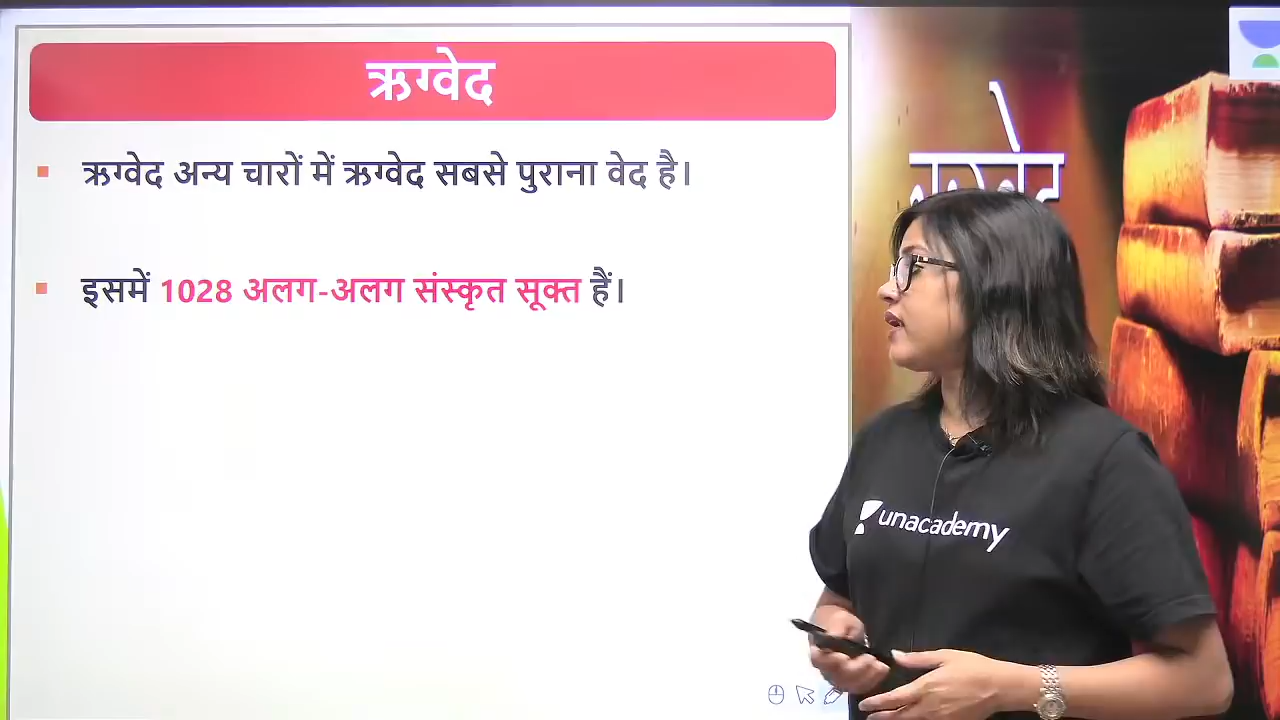 ऋग्वेद
ऋग्वेद अन्य चारों में ऋग्वेद सबसे पुराना वेद है।
इसमें 1028 अलग-अलग संस्कृत सूक्त हैं।
unacademy